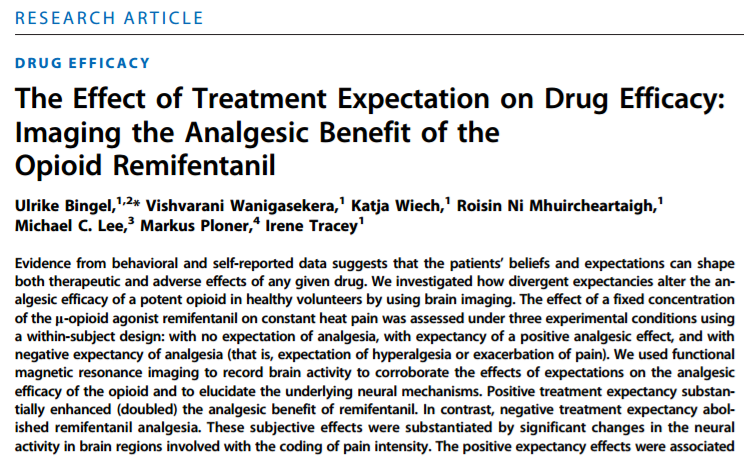 RESEARCH ARTICLE
DRUG EFFICACY
The Effect of Treatment Expectation on Drug Efficacy:
Imaging the Analgesic Benefit of the
Opioid Remifentanil
Ulrike Bingel,1,2* Vishvarani Wanigasekera,1 Katja Wiech,1 Roisin Ni Mhuircheartaigh,1
Michael C. Lee,3 Markus Ploner,4 Irene Tracey1
Evidence from behavioral and self-reported data suggests that the patients' beliefs and expectations can shape
both therapeutic and adverse effects of any given drug. We investigated how divergent expectancies alter the an-
algesic efficacy of a potent opioid in healthy volunteers by using brain imaging. The effect of a fixed concentration
of the μ-opioid agonist remifentanil on constant heat pain was assessed under three experimental conditions using
a within-subject design: with no expectation of analgesia, with expectancy of a positive analgesic effect, and with
negative expectancy of analgesia (that is, expectation of hyperalgesia or exacerbation of pain). We used functional
magnetic resonance imaging to record brain activity to corroborate the effects of expectations on the analgesic
efficacy of the opioid and to elucidate the underlying neural mechanisms. Positive treatment expectancy substan-
tially enhanced (doubled) the analgesic benefit of remifentanil. In contrast, negative treatment expectancy abol-
ished remifentanil analgesia. These subjective effects were substantiated by significant changes in the neural
activity in brain regions involved with the coding of pain intensity. The positive expectancy effects were associated